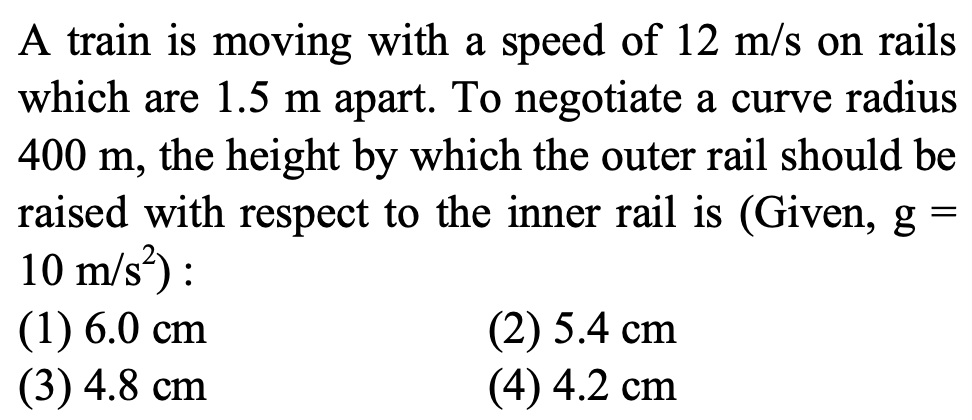 A train is moving with a speed of 12 m/s on rails
which are 1.5 m apart. To negotiate a curve radius
400 m, the height by which the outer rail should be
raised with respect to the inner rail is (Given, g =
10 m/s²) :
(1) 6.0 cm (2) 5.4 cm
(3) 4.8 cm (4) 4.2 cm